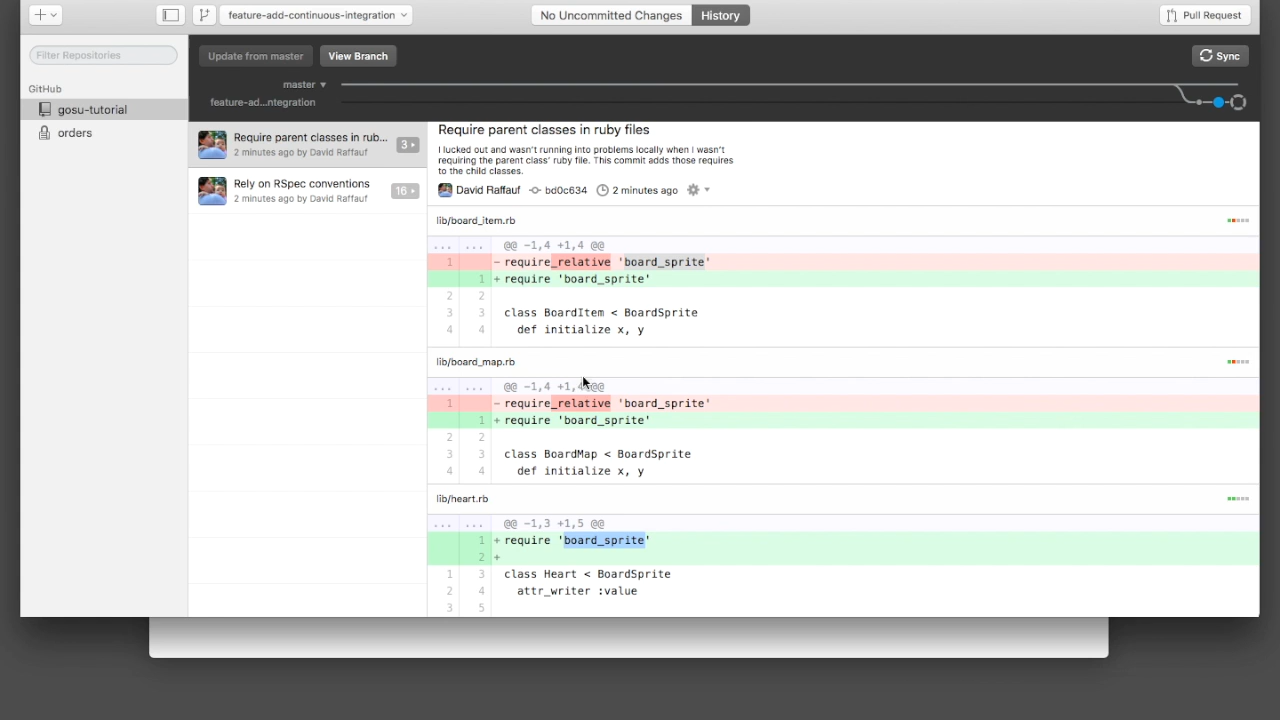 feature-add-continuous-integration
No Uncommitted Changes
History
Pull Request
Filter Repositories
Update from master
View Branch
Sync
GitHub
master
gosu-tutorial
feature-ad...ntegration
orders
Require parent classes in rub...
2 minutes ago by David Raffauf
3
Rely on RSpec conventions
2 minutes ago by David Raffauf
16
Require parent classes in ruby files
I lucked out and wasn't running into problems locally when I wasn't
requiring the parent class' ruby file. This commit adds those requires
to the child classes.
David Raffauf bd0c634 2 minutes ago
lib/board_item.rb
... ... @@ -1,4 +1,4 @@
1 - require_relative 'board_sprite'
1 + require 'board_sprite'
2 2
3 3 class BoardItem < BoardSprite
4 4 def initialize x, y
lib/board_map.rb
... ... @@ -1,4 +1,4 @@
1 - require_relative 'board_sprite'
1 + require 'board_sprite'
2 2
3 3 class BoardMap < BoardSprite
4 4 def initialize x, y
lib/heart.rb
... ... @@ -1,3 +1,5 @@
1 + require 'board_sprite'
2 +
1 3 class Heart < BoardSprite
2 4 attr_writer :value
3 5